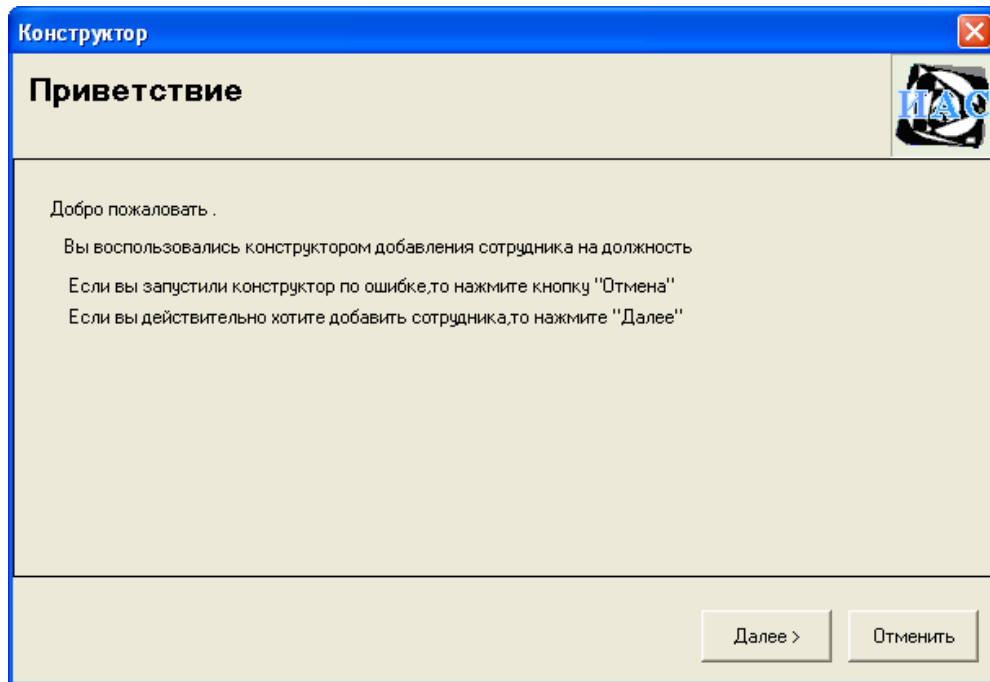 Конструктор
Приветствие
ИАС
Добро пожаловать .
Вы воспользовались конструктором добавления сотрудника на должность
Если вы запустили конструктор по ошибке,то нажмите кнопку "Отмена"
Если вы действительно хотите добавить сотрудника,то нажмите "Далее"
Далее >
Отменить